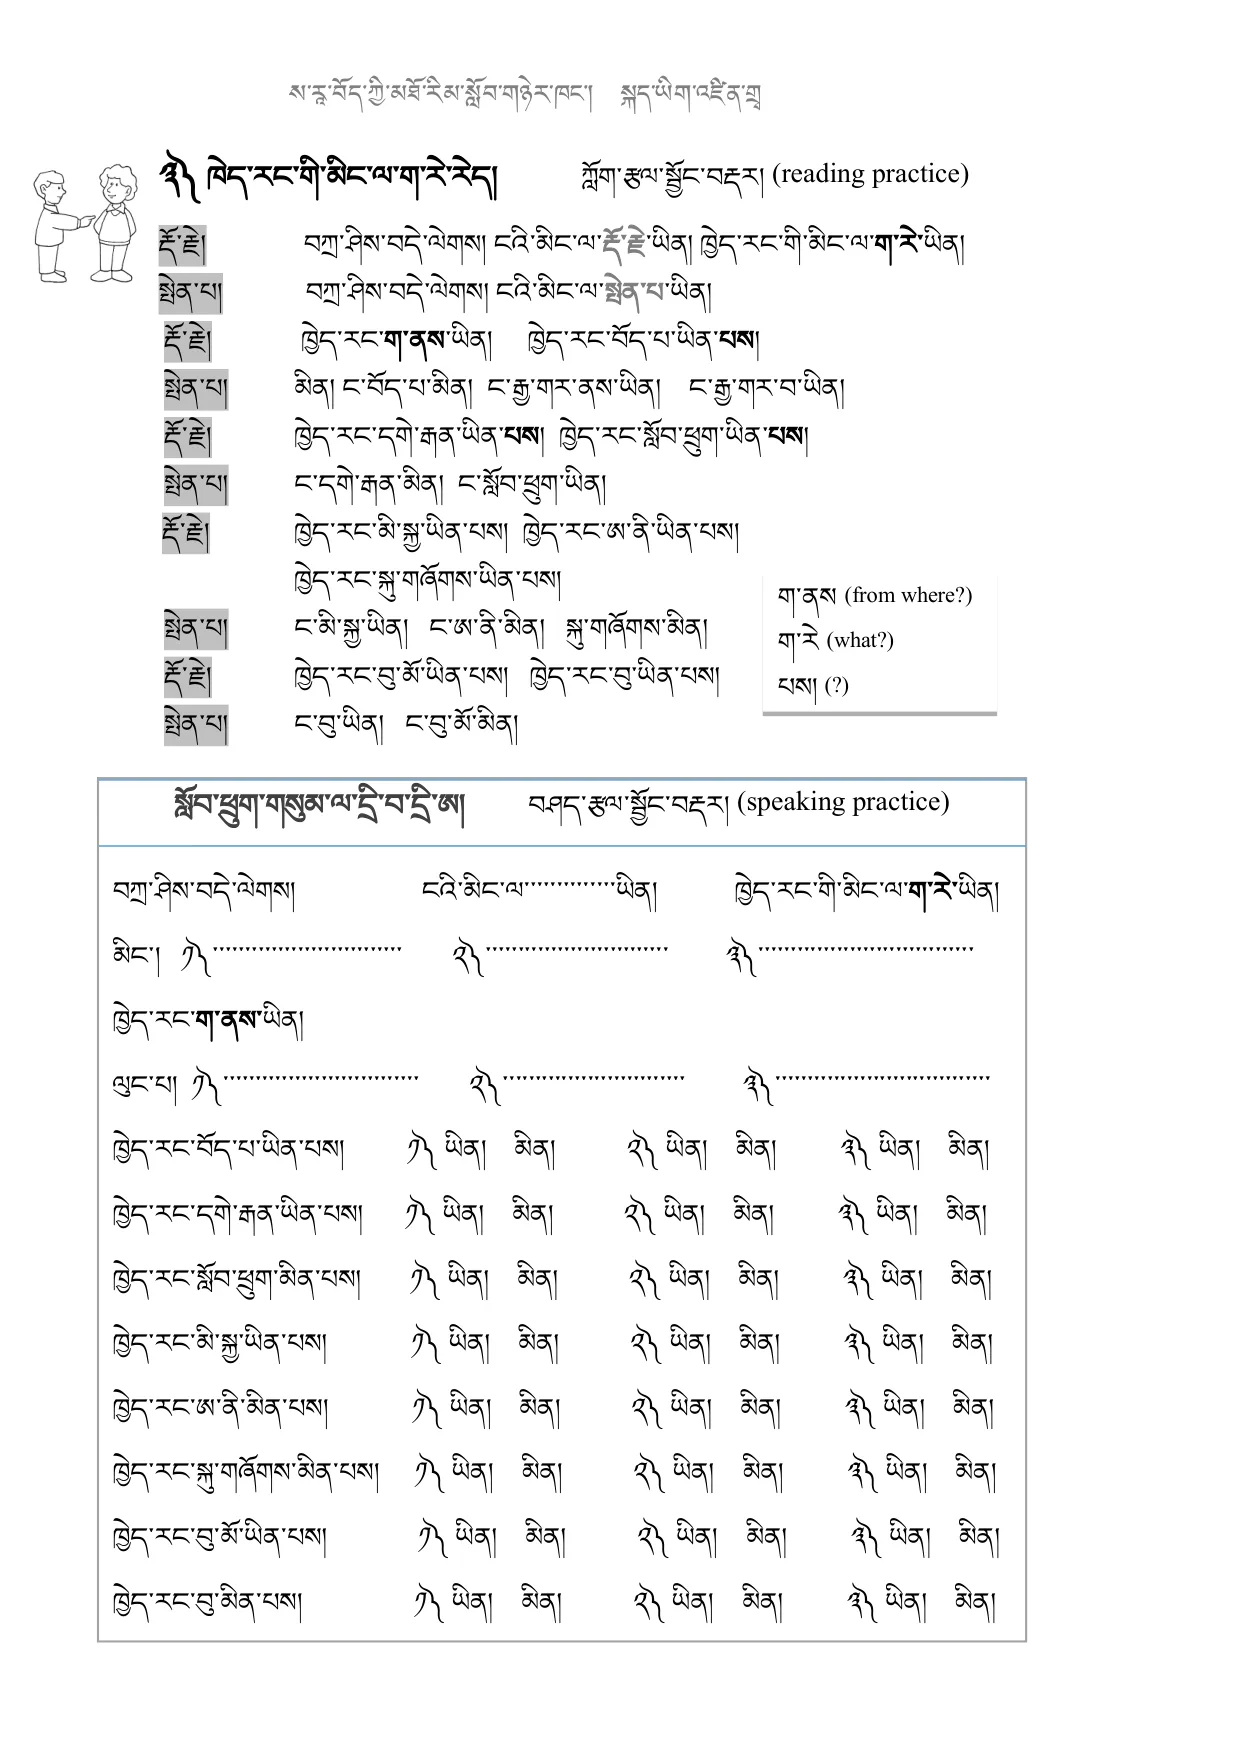 ས་རཱ་བོད་ཀྱི་མཐོ་རིམ་སློབ་གཉེར་ཁང་།    སྐད་ཡིག་འཛིན་གྲྭ
༣༽ ཁེད་རང་གི་མིང་ལ་ག་རེ་རེད།    ཀློག་རྩལ་སྦྱོང་བརྡར། (reading practice)
རྡོ་རྗེ།    བཀྲ་ཤིས་བདེ་ལེགས། ངའི་མིང་ལ་རྡོ་རྗེ་ཡིན། ཁྱེད་རང་གི་མིང་ལ་ག་རེ་ཡིན།
སྤེན་པ།    བཀྲ་ཤིས་བདེ་ལེགས། ངའི་མིང་ལ་སྤེན་པ་ཡིན།
རྡོ་རྗེ།    ཁྱེད་རང་ག་ནས་ཡིན།    ཁྱེད་རང་བོད་པ་ཡིན་པས།
སྤེན་པ།    མིན། ང་བོད་པ་མིན།  ང་རྒྱ་གར་ནས་ཡིན།    ང་རྒྱ་གར་བ་ཡིན།
རྡོ་རྗེ།    ཁྱེད་རང་དགེ་རྒན་ཡིན་པས།  ཁྱེད་རང་སློབ་ཕྲུག་ཡིན་པས།
སྤེན་པ།    ང་དགེ་རྒན་མིན།  ང་སློབ་ཕྲུག་ཡིན།
རྡོ་རྗེ།    ཁྱེད་རང་མི་སྐྱ་ཡིན་པས།  ཁྱེད་རང་ཨ་ནི་ཡིན་པས།
ཁྱེད་རང་སྐུ་གཞོགས་ཡིན་པས།
སྤེན་པ།    ང་མི་སྐྱ་ཡིན།   ང་ཨ་ནི་མིན།   སྐུ་གཞོགས་མིན།
རྡོ་རྗེ།    ཁྱེད་རང་བུ་མོ་ཡིན་པས།   ཁྱེད་རང་བུ་ཡིན་པས།
སྤེན་པ།    ང་བུ་ཡིན།   ང་བུ་མོ་མིན།
ག་ནས (from where?)
ག་རེ (what?)
པས། (?)
སློབ་ཕྲུག་གསུམ་ལ་དྲི་བ་དྲི་ཨ།    བཤད་རྩལ་སྦྱོང་བརྡར། (speaking practice)
བཀྲ་ཤིས་བདེ་ལེགས།    ངའི་མིང་ལ་་་་་་་་་་་་་་་ཡིན།    ཁྱེད་རང་གི་མིང་ལ་ག་རེ་ཡིན།
མིང་།   ༡༽ ་་་་་་་་་་་་་་་་་་་་་་་་་་་་་    ༢༽ ་་་་་་་་་་་་་་་་་་་་་་་་་་་་    ༣༽ ་་་་་་་་་་་་་་་་་་་་་་་་་་་་་་་་་
ཁྱེད་རང་ག་ནས་ཡིན།
ལུང་པ།  ༡༽ ་་་་་་་་་་་་་་་་་་་་་་་་་་་་་་    ༢༽ ་་་་་་་་་་་་་་་་་་་་་་་་་་་་    ༣༽ ་་་་་་་་་་་་་་་་་་་་་་་་་་་་་་་་་
ཁྱེད་རང་བོད་པ་ཡིན་པས།    ༡༽ ཡིན།    མིན།    ༢༽ ཡིན།    མིན།    ༣༽ ཡིན།    མིན།
ཁྱེད་རང་དགེ་རྒན་ཡིན་པས།    ༡༽ ཡིན།    མིན།    ༢༽ ཡིན།    མིན།    ༣༽ ཡིན།    མིན།
ཁྱེད་རང་སློབ་ཕྲུག་མིན་པས།    ༡༽ ཡིན།    མིན།    ༢༽ ཡིན།    མིན།    ༣༽ ཡིན།    མིན།
ཁྱེད་རང་མི་སྐྱ་ཡིན་པས།    ༡༽ ཡིན།    མིན།    ༢༽ ཡིན།    མིན།    ༣༽ ཡིན།    མིན།
ཁྱེད་རང་ཨ་ནི་མིན་པས།    ༡༽ ཡིན།    མིན།    ༢༽ ཡིན།    མིན།    ༣༽ ཡིན།    མིན།
ཁྱེད་རང་སྐུ་གཞོགས་མིན་པས།    ༡༽ ཡིན།    མིན།    ༢༽ ཡིན།    མིན།    ༣༽ ཡིན།    མིན།
ཁྱེད་རང་བུ་མོ་ཡིན་པས།    ༡༽ ཡིན།    མིན།    ༢༽ ཡིན།    མིན།    ༣༽ ཡིན།    མིན།
ཁྱེད་རང་བུ་མིན་པས།    ༡༽ ཡིན།    མིན།    ༢༽ ཡིན།    མིན།    ༣༽ ཡིན།    མིན།